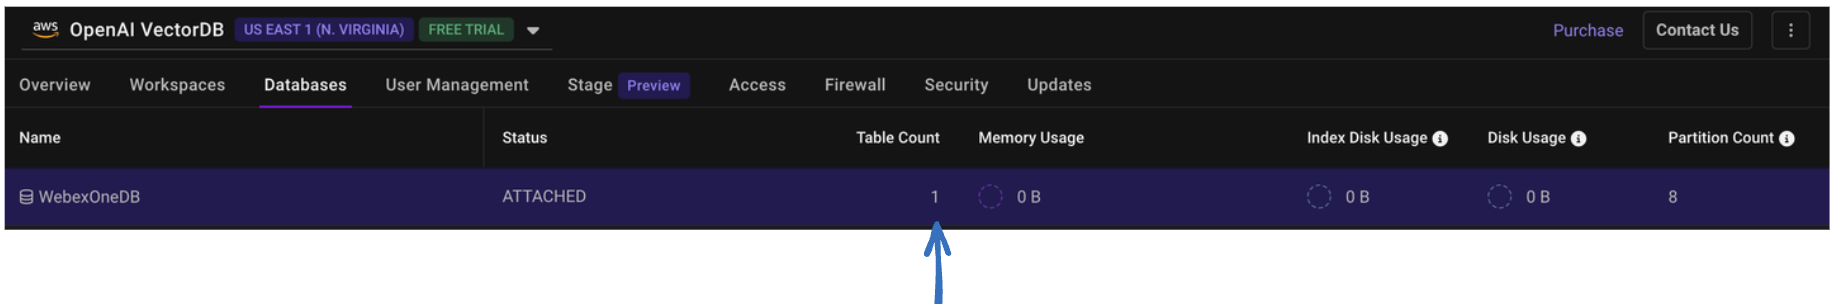 aws OpenAI VectorDB US EAST 1 (N. VIRGINIA) FREE TRIAL Purchase Contact Us
Overview Workspaces Databases User Management Stage Preview Access Firewall Security Updates
Name Status Table Count Memory Usage Index Disk Usage Disk Usage Partition Count
WebexOneDB ATTACHED 1 0 B 0 B 0 B 8